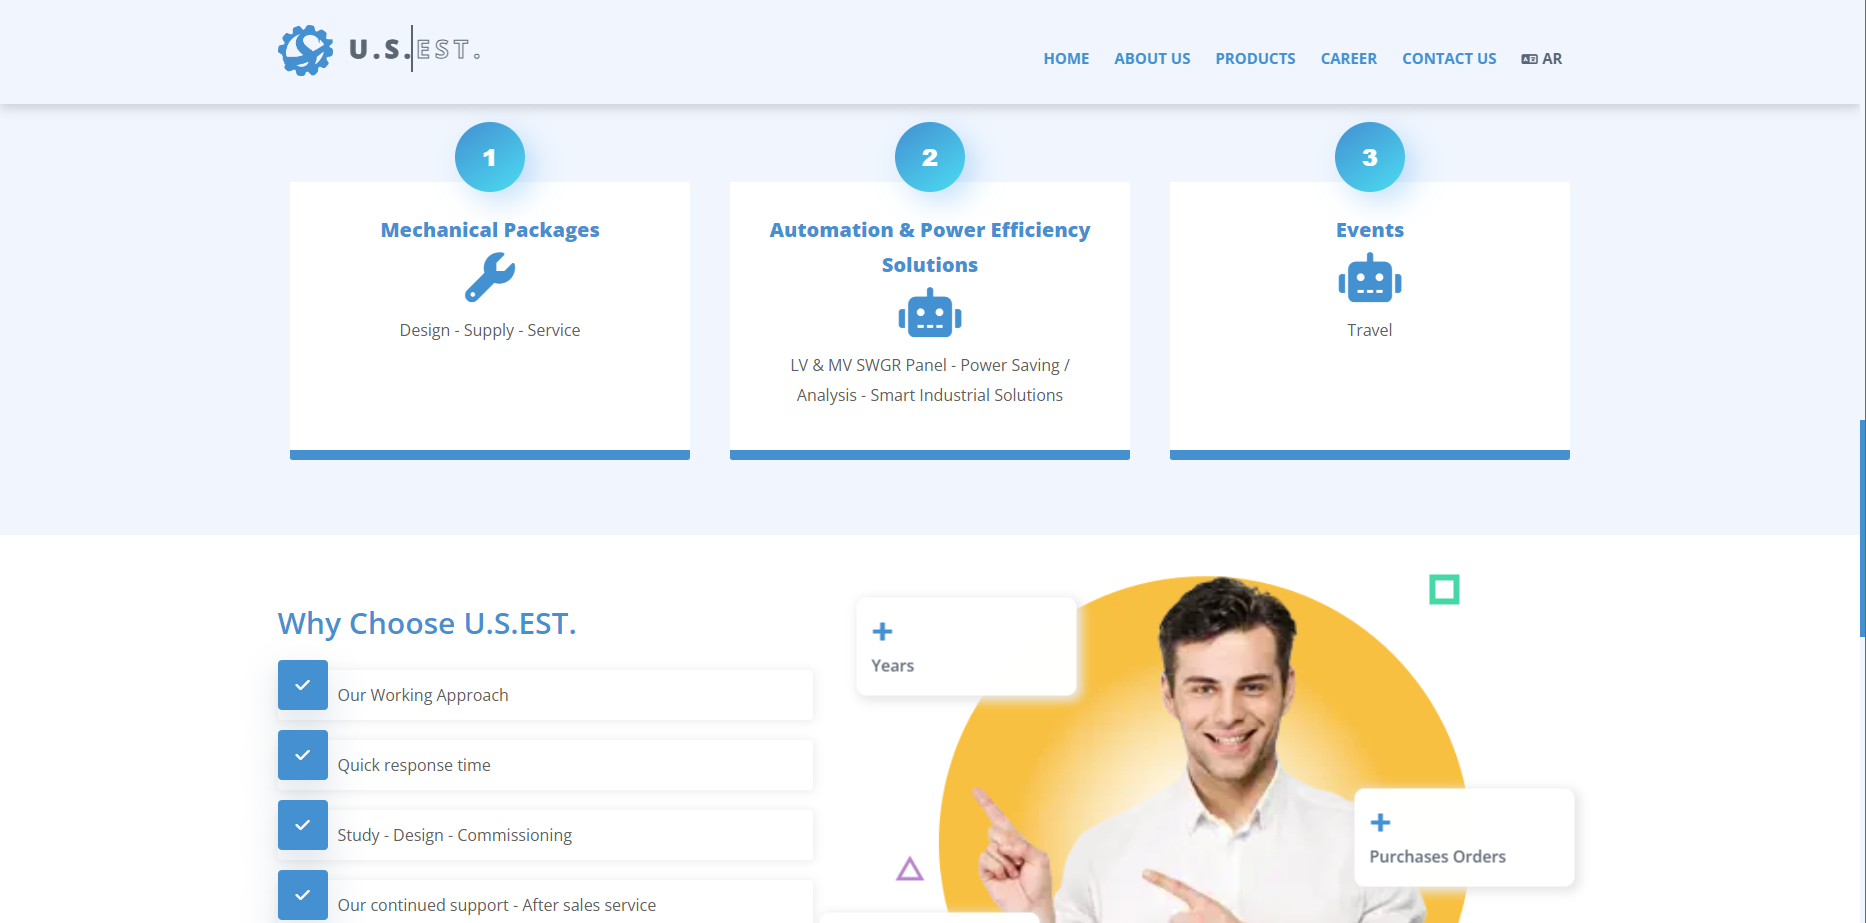 U.S.EST.
HOME ABOUT US PRODUCTS CAREER CONTACT US AR
1
Mechanical Packages
Design - Supply - Service
2
Automation & Power Efficiency
Solutions
LV & MV SWGR Panel - Power Saving /
Analysis - Smart Industrial Solutions
3
Events
Travel
Why Choose U.S.EST.
Our Working Approach
Quick response time
Study - Design - Commissioning
Our continued support - After sales service
+
Years
+
Purchases Orders